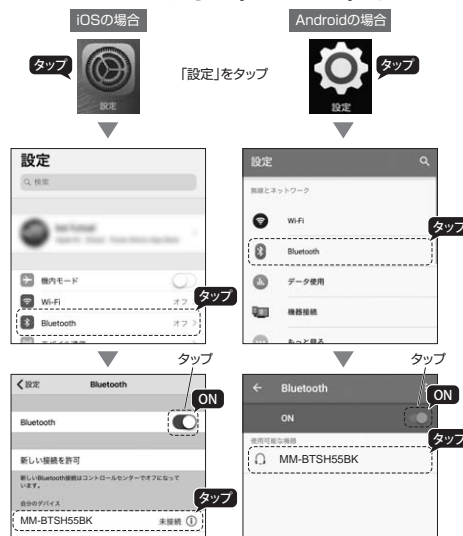 iOSの場合
タップ
設定
「設定」をタップ
Androidの場合
タップ
設定
設定
検索
機内モード
Wi-Fi
オフ
タップ
Bluetooth
オフ
設定
無線とネットワーク
Wi-Fi
タップ
Bluetooth
データ使用
機器接続
もっと見る
タップ
設定
Bluetooth
ON
Bluetooth
新しい接続を許可
新しいBluetooth接続はコントロールセンターでオフになって
います。
自分のデバイス
タップ
MM-BTSH55BK
未接続
タップ
Bluetooth
ON
ON
使用可能な機器
タップ
MM-BTSH55BK